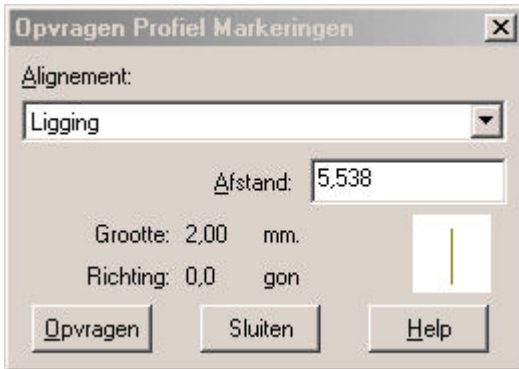 Opvragen Profiel Markeringen
Alignement:
Ligging
Afstand: 5,538
Grootte: 2,00 mm.
Richting: 0,0 gon
Opvragen Sluiten Help